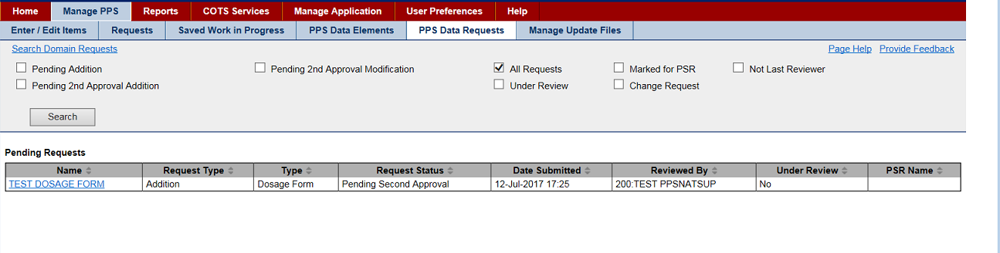 Home Manage PPS Reports COTS Services Manage Application User Preferences Help
Enter / Edit Items Requests Saved Work in Progress PPS Data Elements PPS Data Requests Manage Update Files
Search Domain Requests Page Help Provide Feedback
Pending Addition Pending 2nd Approval Modification All Requests Marked for PSR Not Last Reviewer
Pending 2nd Approval Addition Under Review Change Request
Search
Pending Requests
Name Request Type Type Request Status Date Submitted Reviewed By Under Review PSR Name
TEST DOSAGE FORM Addition Dosage Form Pending Second Approval 12-Jul-2017 17:25 200:TEST PPSNATSUP No